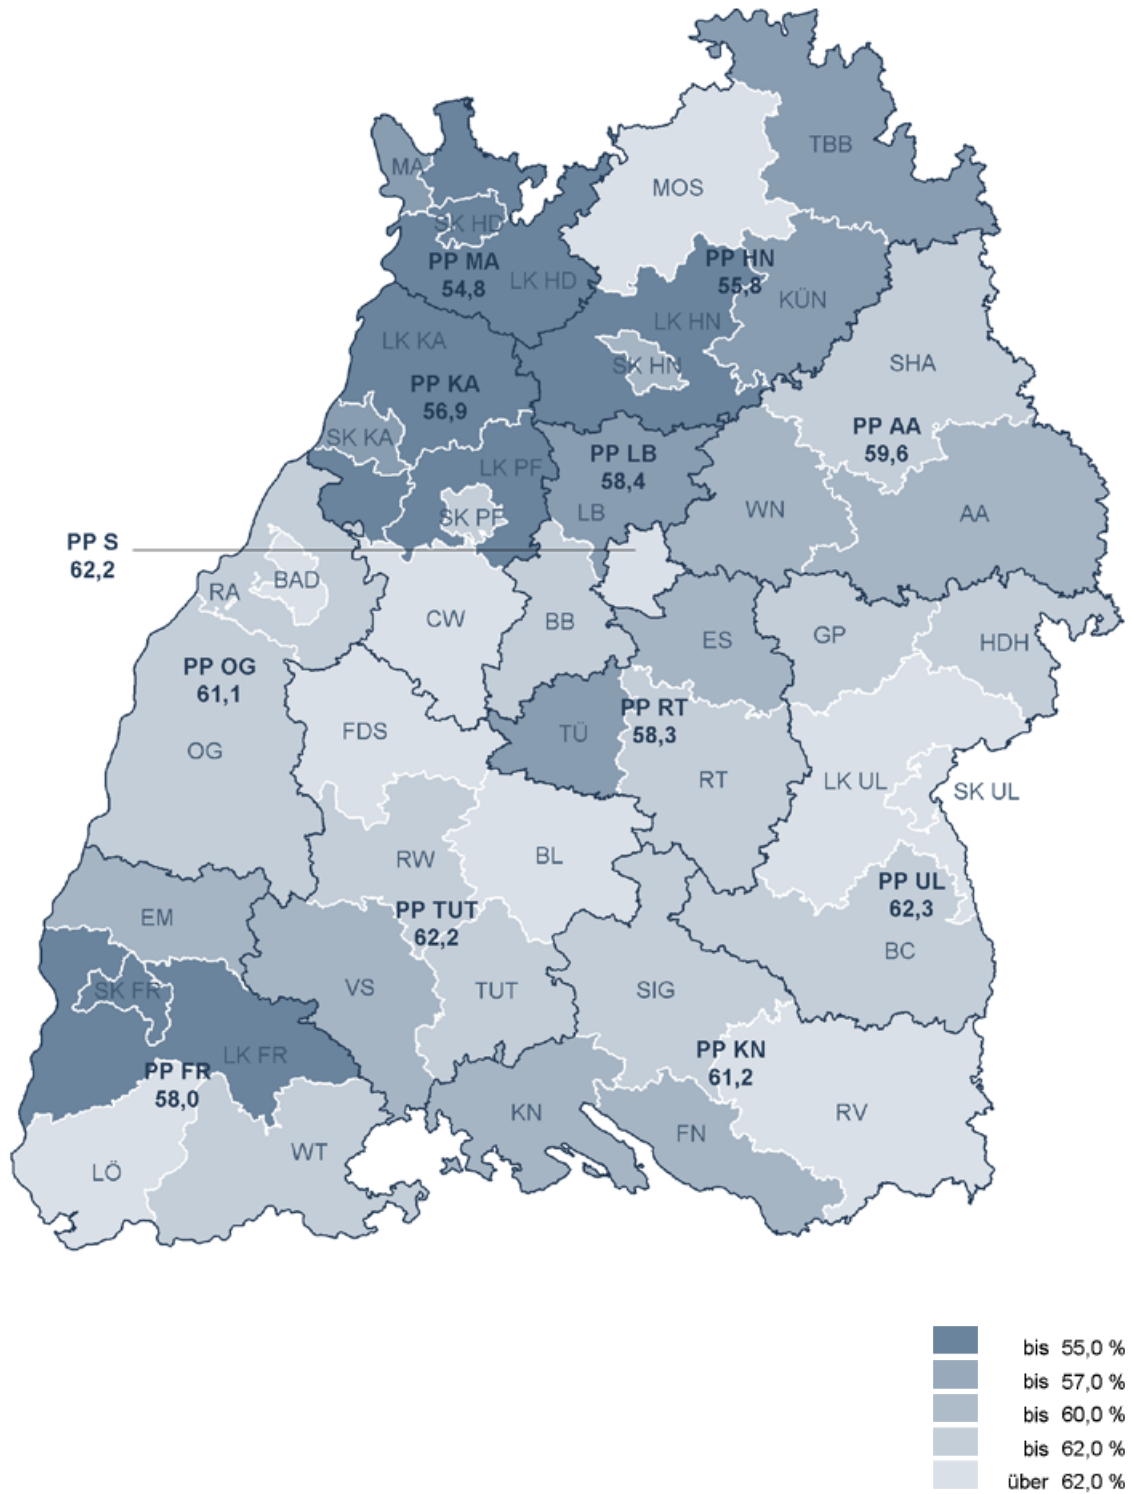 TBB
MA
MOS
SK HD
PP MA
54,8
LK HD
PP HN
55,8
KÜN
LK HN
LK KA
SK HN
SHA
PP KA
56,9
SK KA
PP AA
59,6
PP LB
58,4
LK PF
LB
WN
AA
SK PF
PP S
62,2
BAD
RA
CW
BB
ES
GP
HDH
PP OG
61,1
PP RT
58,3
FDS
TÜ
OG
RT
LK UL
SK UL
RW
BL
PP UL
62,3
EM
PP TUT
62,2
BC
SK FR
VS
TUT
SIG
LK FR
PP KN
61,2
PP FR
58,0
KN
RV
FN
WT
LÖ
bis 55,0 %
bis 57,0 %
bis 60,0 %
bis 62,0 %
über 62,0 %